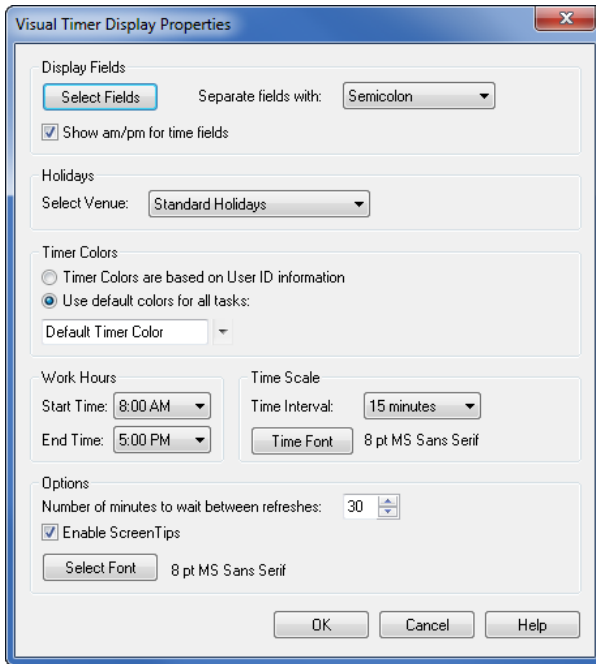 Visual Timer Display Properties
Display Fields
Select Fields Separate fields with: Semicolon
Show am/pm for time fields
Holidays
Select Venue: Standard Holidays
Timer Colors
Timer Colors are based on User ID information
Use default colors for all tasks:
Default Timer Color
Work Hours
Start Time: 8:00 AM
End Time: 5:00 PM
Time Scale
Time Interval: 15 minutes
Time Font 8 pt MS Sans Serif
Options
Number of minutes to wait between refreshes: 30
Enable ScreenTips
Select Font 8 pt MS Sans Serif
OK Cancel Help